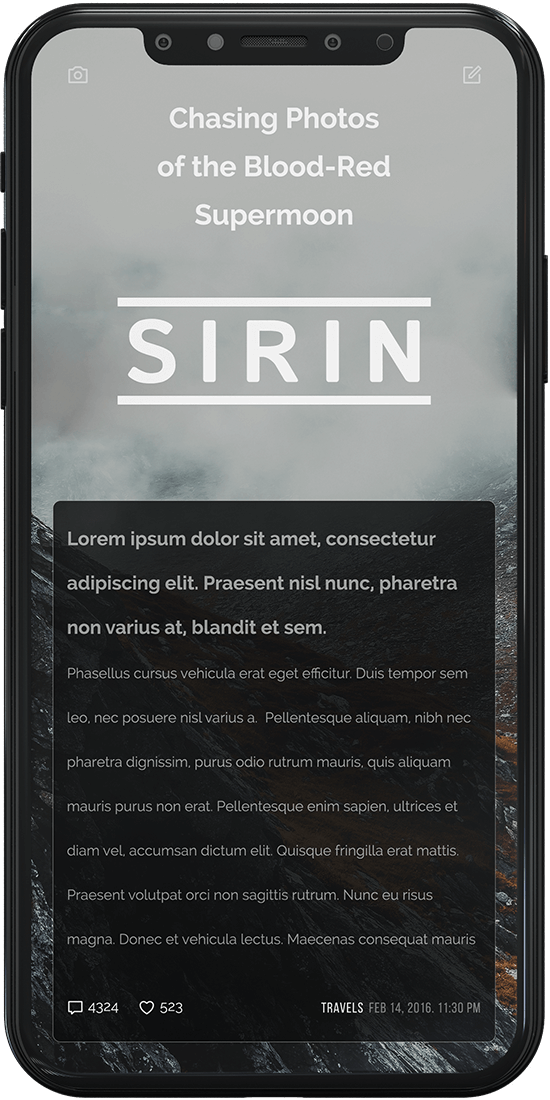 Chasing Photos
of the Blood-Red
Supermoon
SIRIN
Lorem ipsum dolor sit amet, consectetur
adipiscing elit. Praesent nisl nunc, pharetra
non varius at, blandit et sem.
Phasellus cursus vehicula erat eget efficitur. Duis tempor sem
leo, nec posuere nisl varius a. Pellentesque aliquam, nibh nec
pharetra dignissim, purus odio rutrum mauris, quis aliquam
mauris purus non erat. Pellentesque enim sapien, ultrices et
diam vel, accumsan dictum elit. Quisque fringilla erat mattis.
Praesent volutpat orci non sagittis rutrum. Nunc eu risus
magna. Donec et vehicula lectus. Maecenas consequat mauris
4324 523 TRAVELS FEB 14, 2016. 11:30 PM